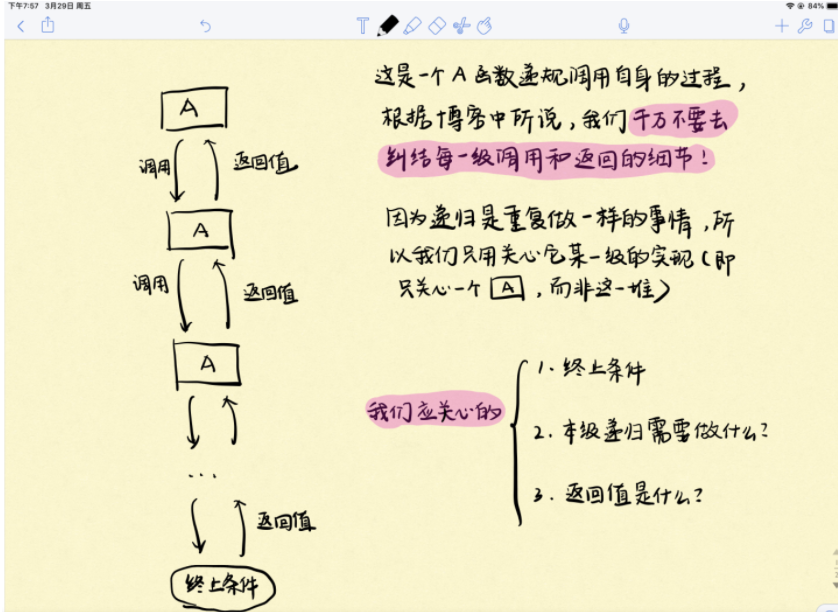 下午7:57 3月29日 周五
84%
A
调用
返回值
A
调用
返回值
A
...
返回值
终止条件
这是一个A函数递规调用自身的过程，
根据博客中所说，我们千万不要去
纠结每一级调用和返回的细节！
因为递归是重复做一样的事情，所
以我们只用关心它某一级的实现（即
只关心一个 A ，而非这一堆）
我们应关心的
1. 终止条件
2. 本级递归需要做什么？
3. 返回值是什么？